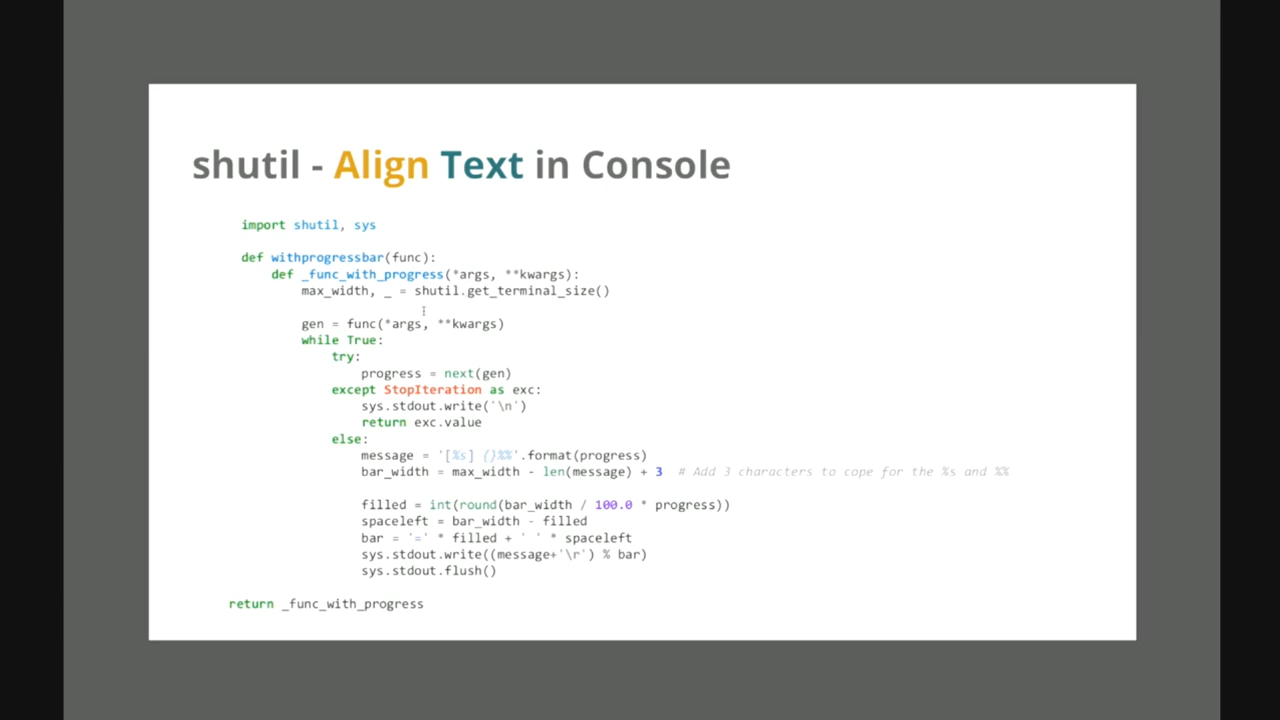 shutil - Align Text in Console
import shutil, sys
def withprogressbar(func):
def _func_with_progress(*args, **kwargs):
max_width, _ = shutil.get_terminal_size()
gen = func(*args, **kwargs)
while True:
try:
progress = next(gen)
except StopIteration as exc:
sys.stdout.write('\n')
return exc.value
else:
message = '[%s] {}%%'.format(progress)
bar_width = max_width - len(message) + 3  # Add 3 characters to cope for the %s and %%
filled = int(round(bar_width / 100.0 * progress))
spaceleft = bar_width - filled
bar = '=' * filled + ' ' * spaceleft
sys.stdout.write((message+'\r') % bar)
sys.stdout.flush()
return _func_with_progress